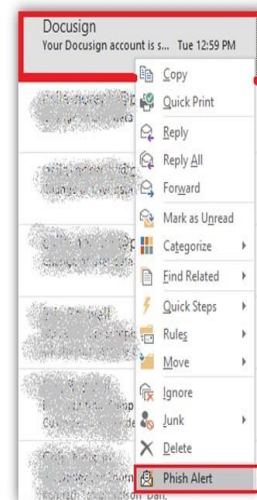 Docusign
Your Docusign account is s... Tue 12:59 PM
Copy
Quick Print
Reply
Reply All
Forward
Mark as Unread
Categorize
Find Related
Quick Steps
Rules
Move
Ignore
Junk
Delete
Phish Alert